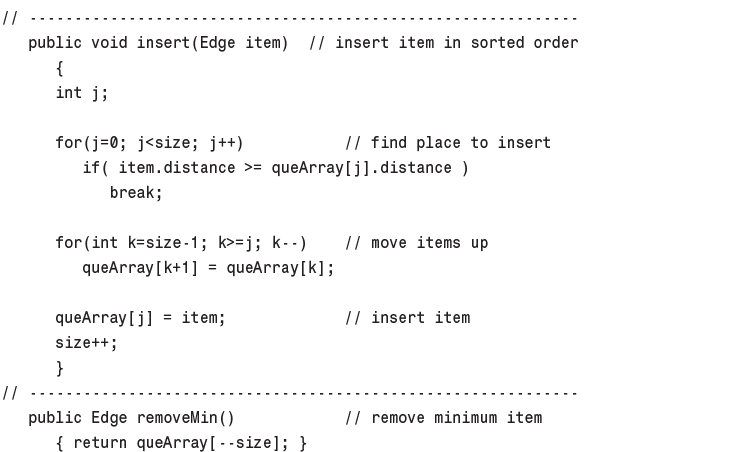 // -------------------------------------------------------------
   public void insert(Edge item)  // insert item in sorted order
      {
      int j;

      for(j=0; j<size; j++)           // find place to insert
         if( item.distance >= queArray[j].distance )
            break;

      for(int k=size-1; k>=j; k--)    // move items up
         queArray[k+1] = queArray[k];

      queArray[j] = item;             // insert item
      size++;
      }
// -------------------------------------------------------------
   public Edge removeMin()            // remove minimum item
      { return queArray[--size]; }